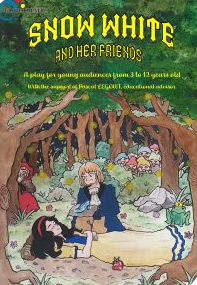 SNOW WHITE
AND HER FRIENDS
A play for young audiences from 3 to 12 years old
With the support of Pascal LEGOUT, educational advisor